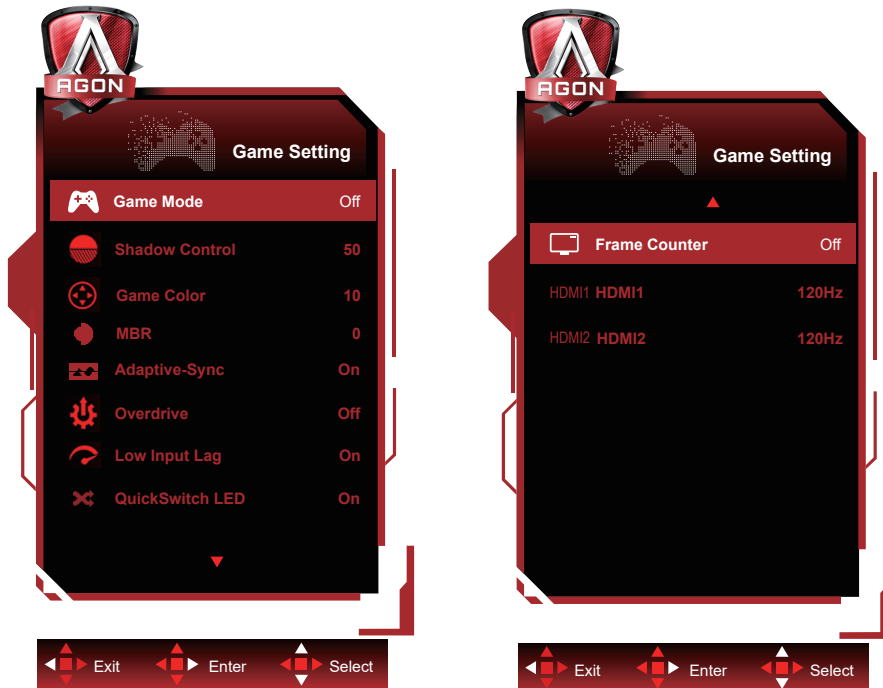 AGON
Game Setting
Game Mode Off
Shadow Control 50
Game Color 10
MBR 0
Adaptive-Sync On
Overdrive Off
Low Input Lag On
QuickSwitch LED On
Exit Enter Select
AGON
Game Setting
Frame Counter Off
HDMI1 HDMI1 120Hz
HDMI2 HDMI2 120Hz
Exit Enter Select